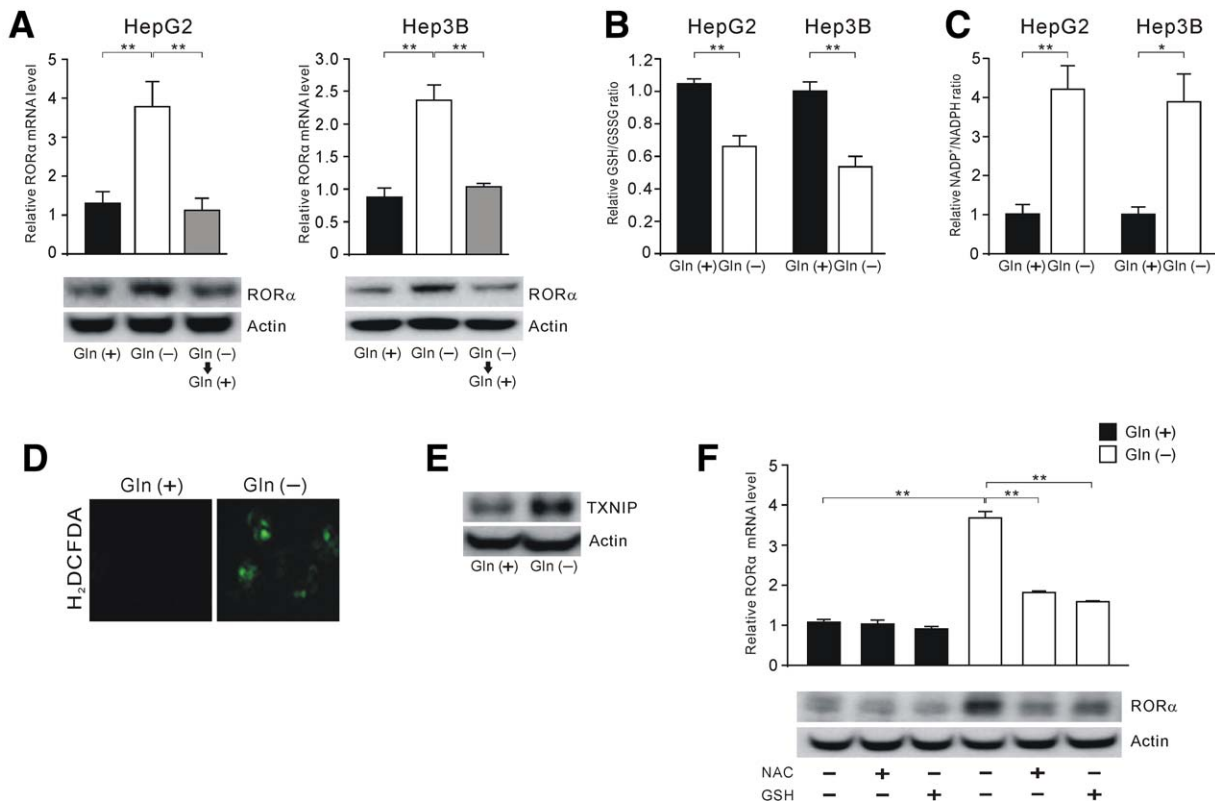 A
HepG2
** **
Relative RORα mRNA level
5
4
3
2
1
0
RORα
Actin
Gln (+) Gln (−) Gln (−)
Gln (+)
Hep3B
** **
Relative RORα mRNA level
3.0
2.5
2.0
1.5
1.0
0.5
0.0
RORα
Actin
Gln (+) Gln (−) Gln (−)
Gln (+)
B
HepG2 Hep3B
** **
Relative GSH/GSSG ratio
1.2
1.0
0.8
0.6
0.4
0.2
0
Gln (+) Gln (−) Gln (+) Gln (−)
C
HepG2 Hep3B
** *
Relative NADP⁺/NADPH ratio
5
4
3
2
1
0
Gln (+) Gln (−) Gln (+) Gln (−)
D
Gln (+) Gln (−)
H₂DCFDA
E
TXNIP
Actin
Gln (+) Gln (−)
F
Gln (+)
Gln (−)
** ** **
Relative RORα mRNA level
5
4
3
2
1
0
RORα
Actin
NAC − + − − + −
GSH − − + − − +